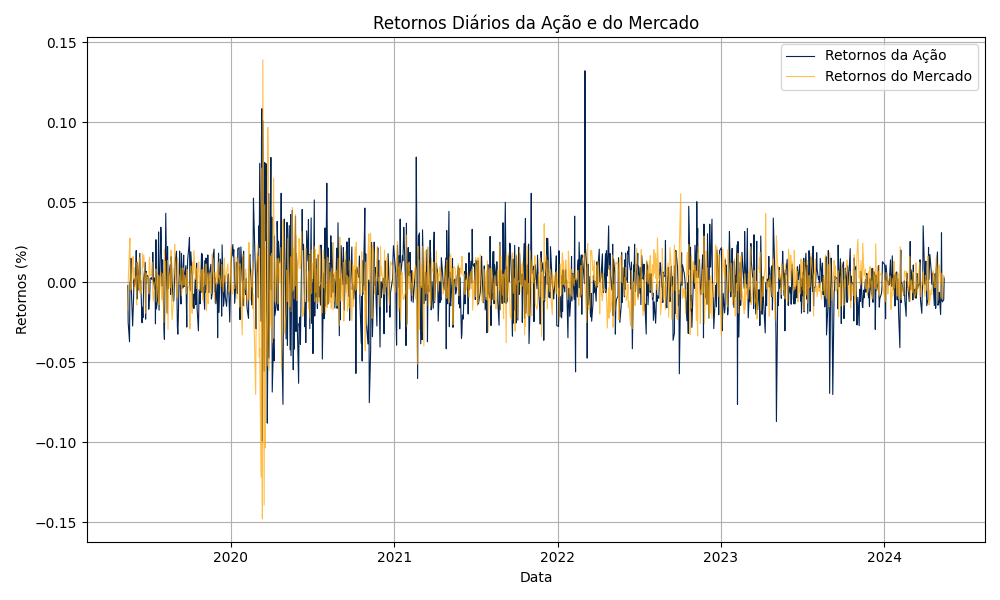 Retornos Diários da Ação e do Mercado
Retornos da Ação
Retornos do Mercado
Retornos (%)
0.15
0.10
0.05
0.00
−0.05
−0.10
−0.15
2020
2021
2022
2023
2024
Data